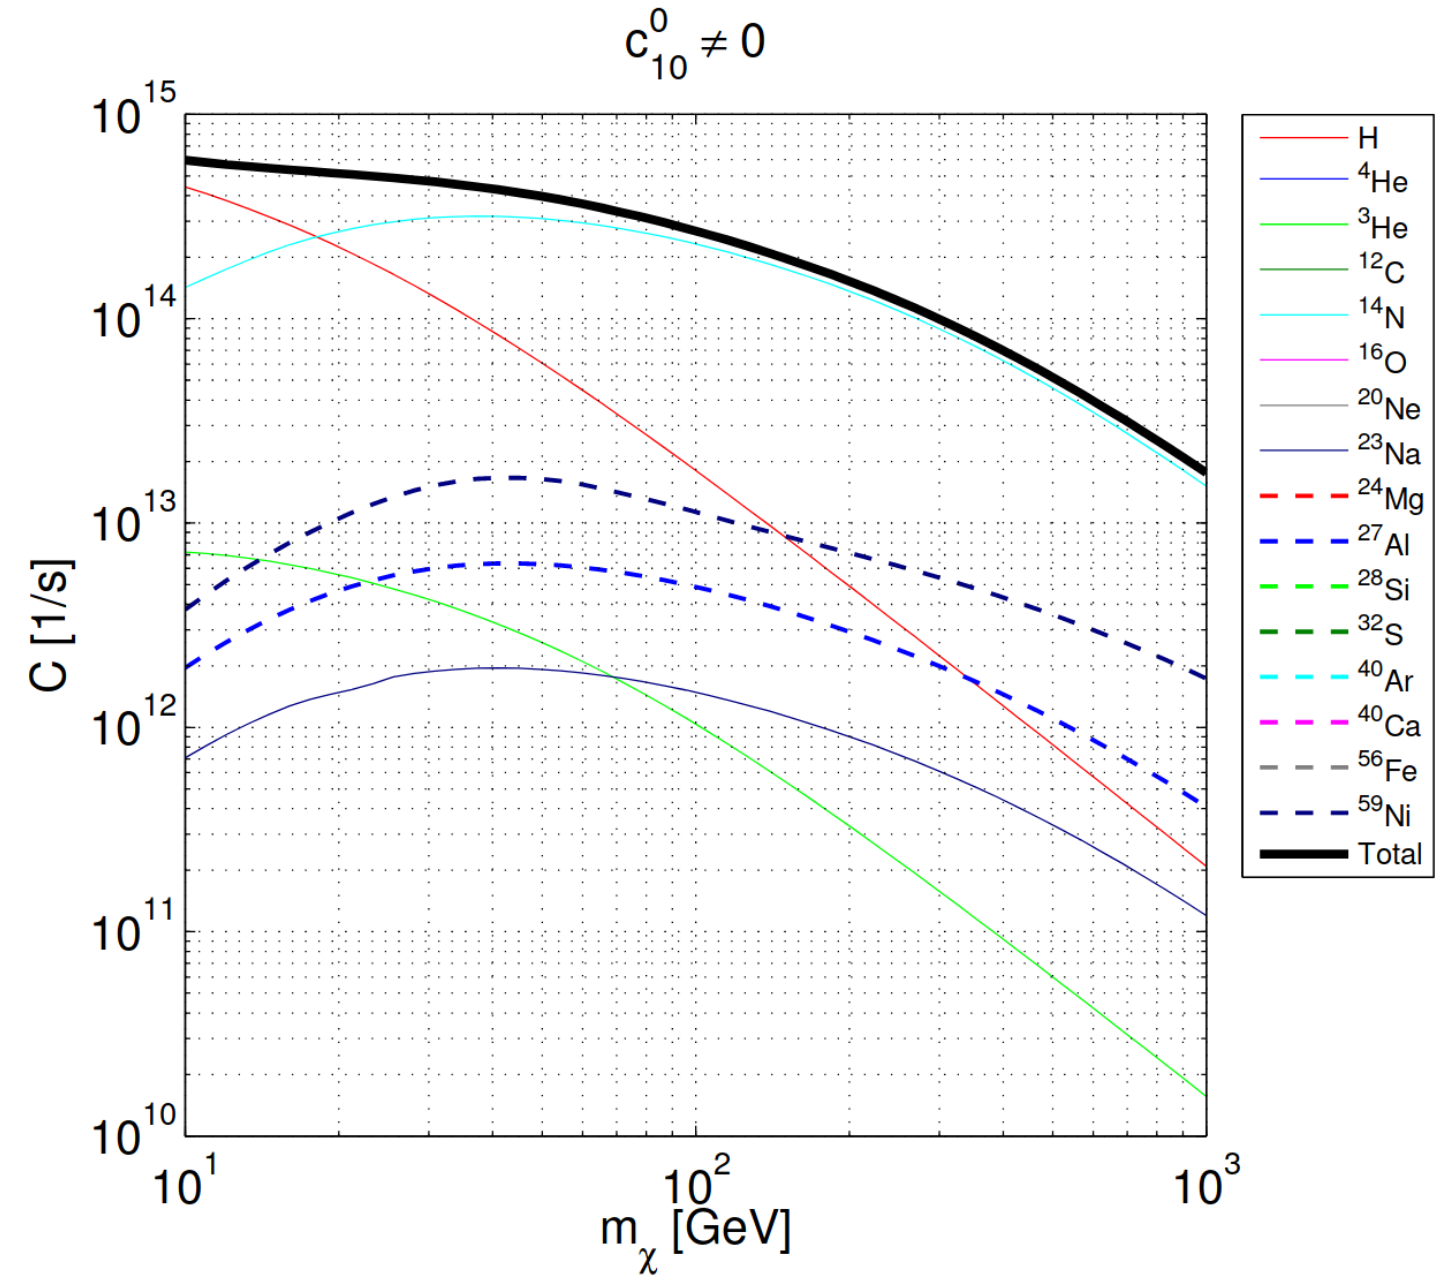 c⁰₁₀ ≠ 0
C [1/s]
10¹⁵
10¹⁴
10¹³
10¹²
10¹¹
10¹⁰
10¹
10²
10³
mᵪ [GeV]
H
⁴He
³He
¹²C
¹⁴N
¹⁶O
²⁰Ne
²³Na
²⁴Mg
²⁷Al
²⁸Si
³²S
⁴⁰Ar
⁴⁰Ca
⁵⁶Fe
⁵⁹Ni
Total